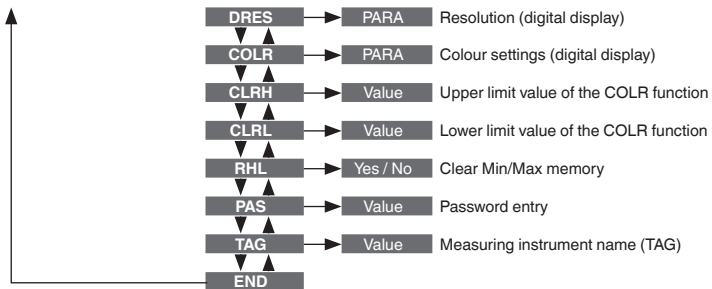 DRES PARA Resolution (digital display)
COLR PARA Colour settings (digital display)
CLRH Value Upper limit value of the COLR function
CLRL Value Lower limit value of the COLR function
RHL Yes / No Clear Min/Max memory
PAS Value Password entry
TAG Value Measuring instrument name (TAG)
END